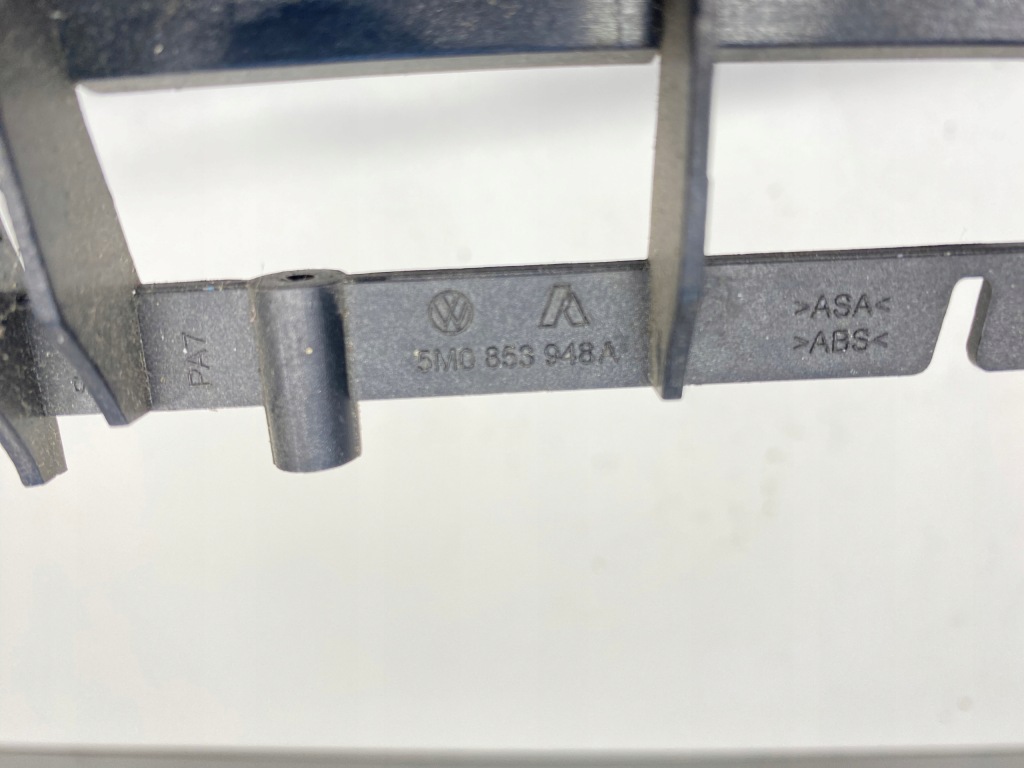 PA7
5M0 853 948 A
>ASA<
>ABS<